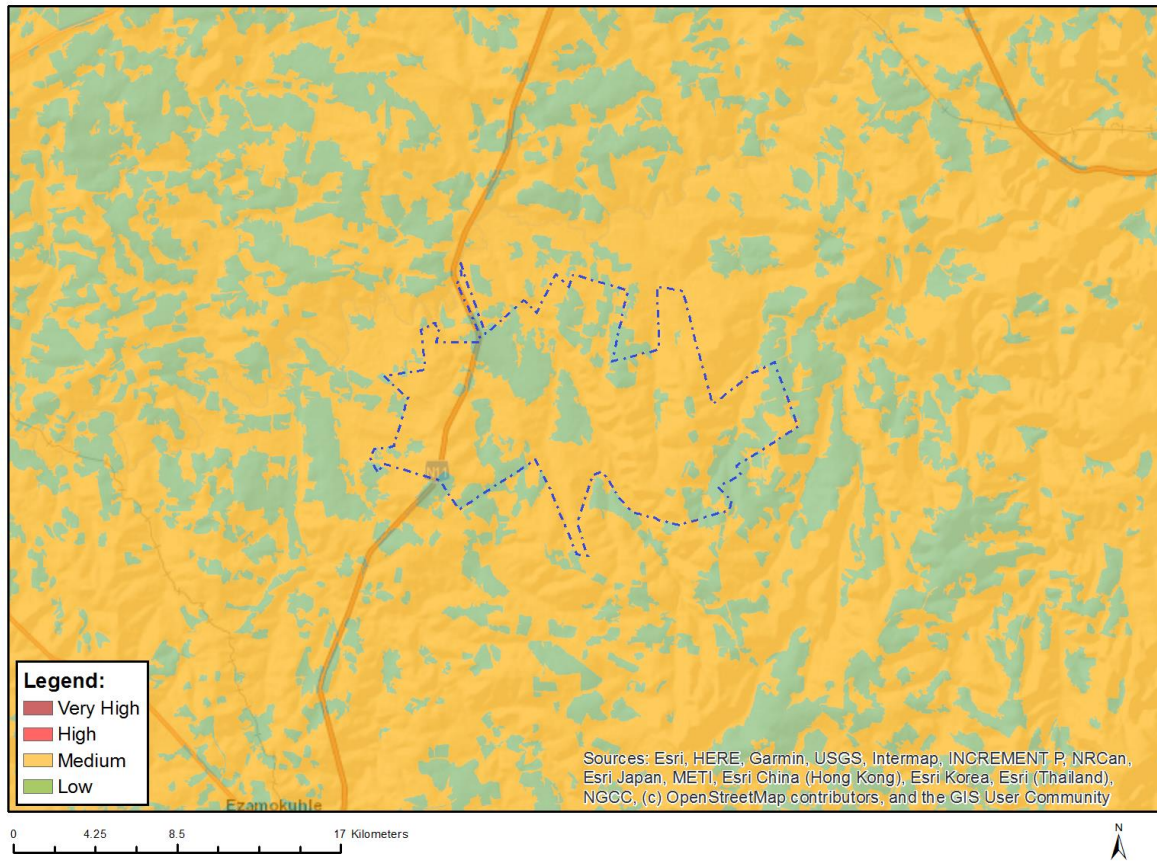 N11
Legend:
Very High
High
Medium
Low
Ezamokuhle
Sources: Esri, HERE, Garmin, USGS, Intermap, INCREMENT P, NRCan,
Esri Japan, METI, Esri China (Hong Kong), Esri Korea, Esri (Thailand),
NGCC, (c) OpenStreetMap contributors, and the GIS User Community
0 4.25 8.5 17 Kilometers
N